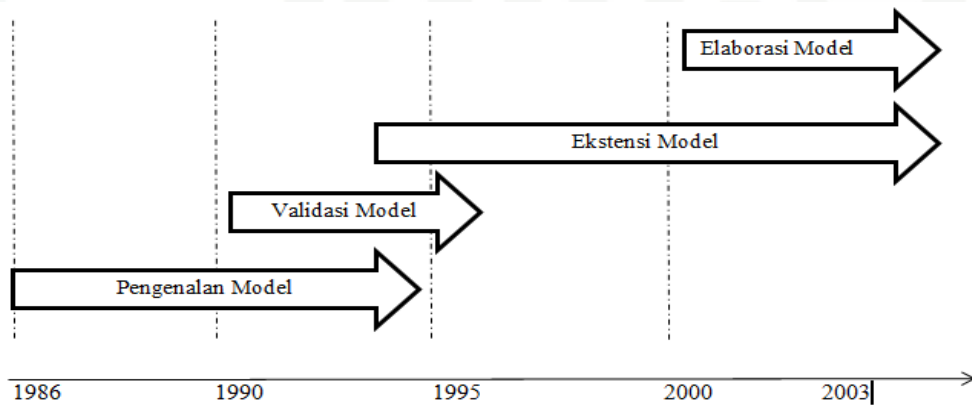 Elaborasi Model
Ekstensi Model
Validasi Model
Pengenalan Model
1986 1990 1995 2000 2003